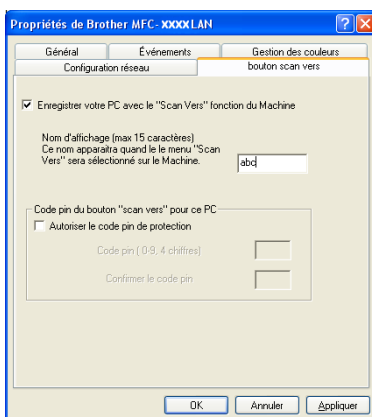 Propriétés de Brother MFC-XXXXLAN
Général Événements Gestion des couleurs
Configuration réseau bouton scan vers
Enregistrer votre PC avec le "Scan Vers" fonction du Machine
Nom d'affichage (max 15 caractères)
Ce nom apparaitra quand le le menu "Scan
Vers" sera sélectionné sur le Machine.
abc
Code pin du bouton "scan vers" pour ce PC
Autoriser le code pin de protection
Code pin ( 0-9, 4 chiffres)
Confirmer le code pin
OK Annuler Appliquer